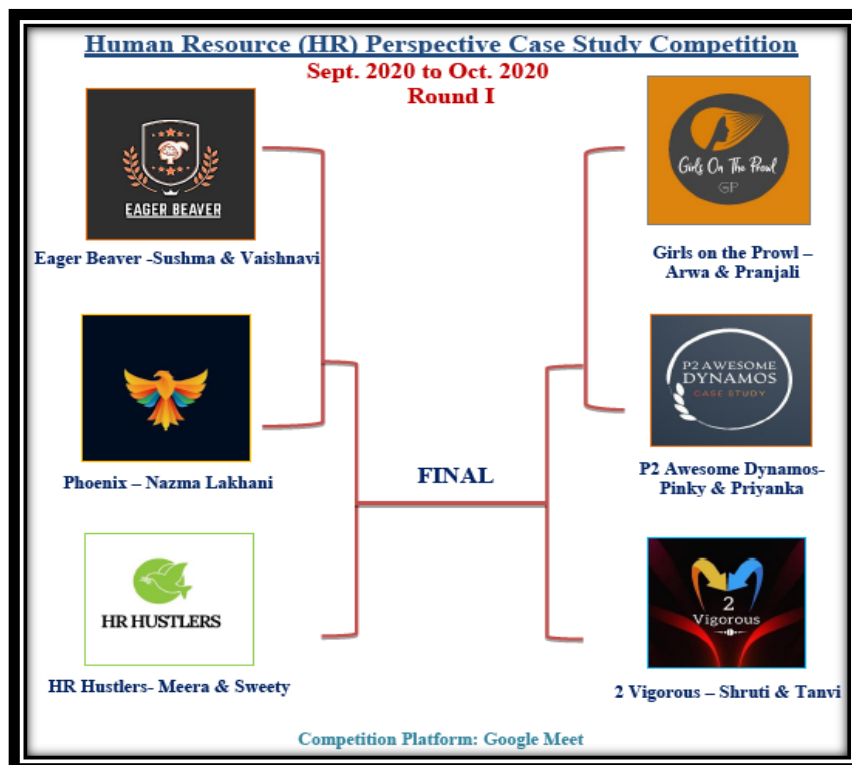 Human Resource (HR) Perspective Case Study Competition
Sept. 2020 to Oct. 2020
Round I
EAGER BEAVER
Eager Beaver -Sushma & Vaishnavi
Girls On The Prowl
GP
Girls on the Prowl –
Arwa & Pranjali
Phoenix – Nazma Lakhani
P2 AWESOME
DYNAMOS
CASE STUDY
P2 Awesome Dynamos-
Pinky & Priyanka
FINAL
HR HUSTLERS
HR Hustlers- Meera & Sweety
2
Vigorous
2 Vigorous – Shruti & Tanvi
Competition Platform: Google Meet